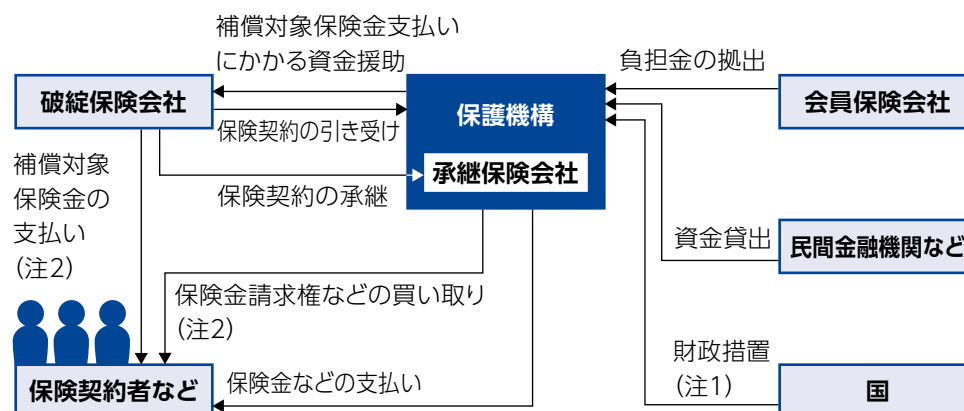 補償対象保険金支払い
にかかる資金援助
負担金の拠出
破綻保険会社
保護機構
会員保険会社
保険契約の引き受け
補償対象
保険金の
支払い
(注2)
承継保険会社
保険契約の承継
資金貸出
民間金融機関など
保険金請求権などの買い取り
(注2)
財政措置
(注1)
保険契約者など
保険金などの支払い
国